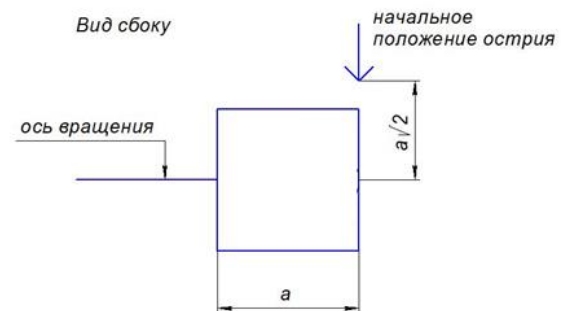 Вид сбоку
начальное
положение острия
ось вращения
a√2
a